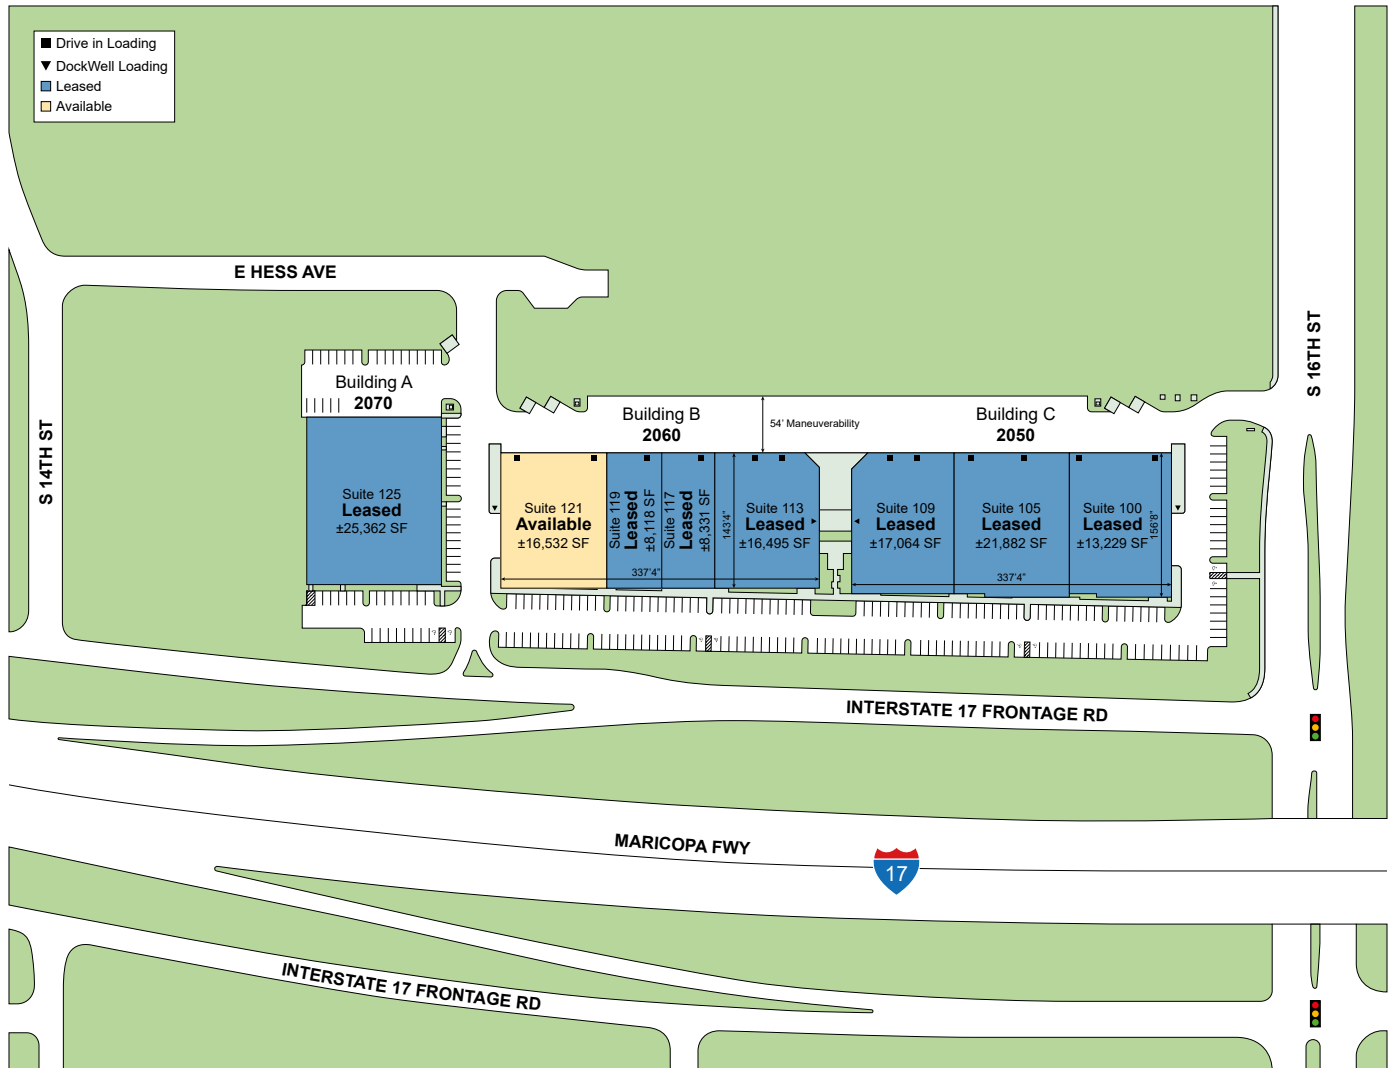 Drive in Loading
DockWell Loading
Leased
Available
E HESS AVE
S 14TH ST
S 16TH ST
Building A
2070
Building B
2060
54' Maneuverability
Building C
2050
Suite 125
Leased
±25,362 SF
Suite 121
Available
±16,532 SF
Suite 119
Leased
±8,118 SF
Suite 117
Leased
±8,331 SF
143'4"
Suite 113
Leased
±16,495 SF
337'4"
Suite 109
Leased
±17,064 SF
Suite 105
Leased
±21,882 SF
Suite 100
Leased
±13,229 SF
156'8"
337'4"
INTERSTATE 17 FRONTAGE RD
MARICOPA FWY
17
INTERSTATE 17 FRONTAGE RD